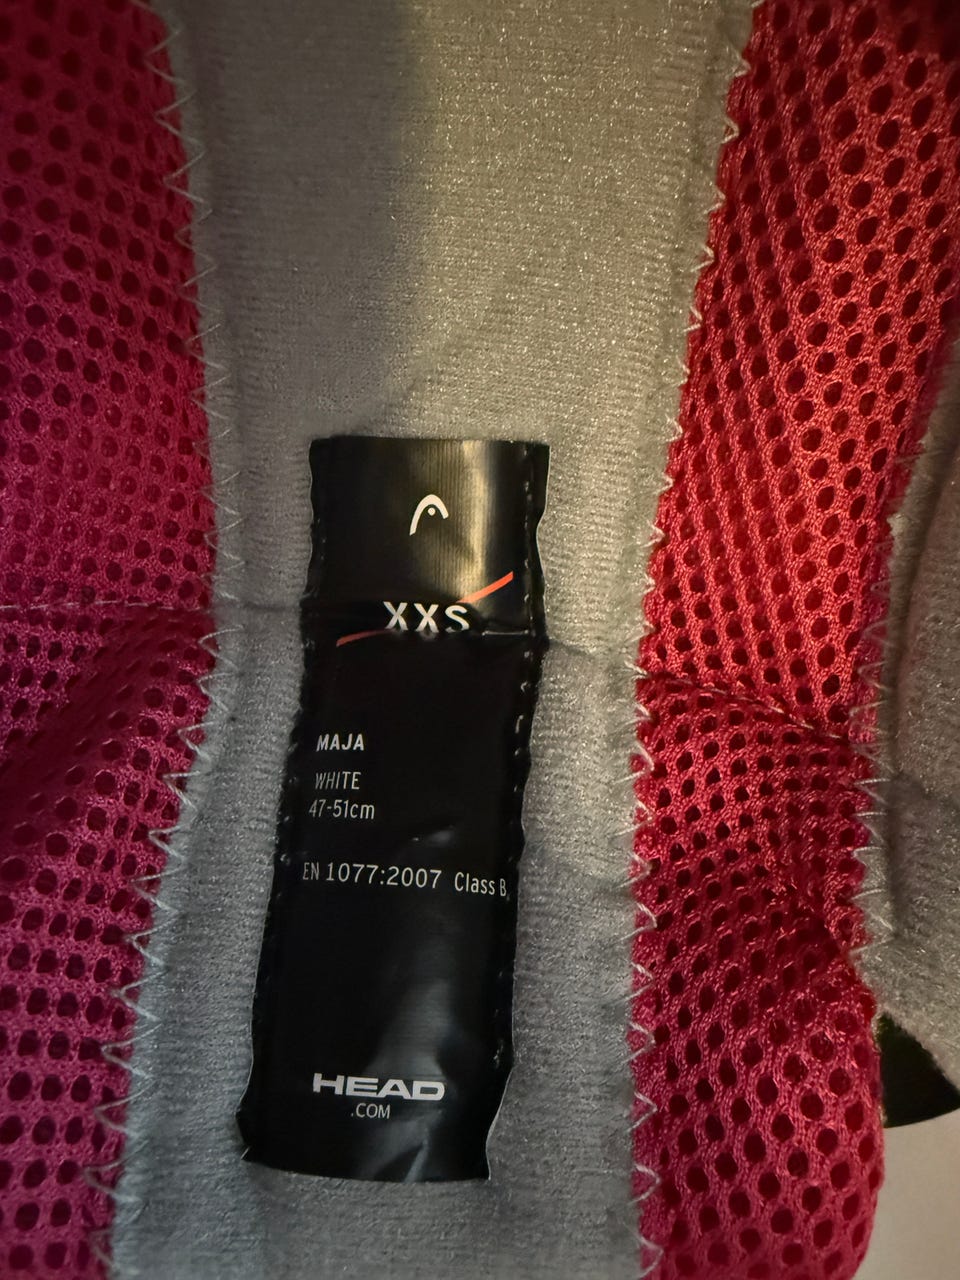 XXS
MAJA
WHITE
47-51cm
EN 1077:2007 Class B
HEAD
.COM